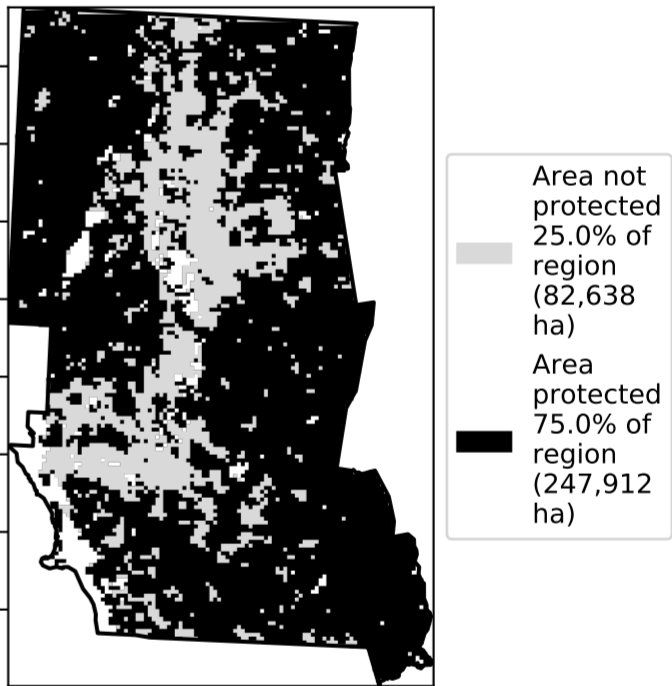 Area not
protected
25.0% of
region
(82,638
ha)
Area
protected
75.0% of
region
(247,912
ha)